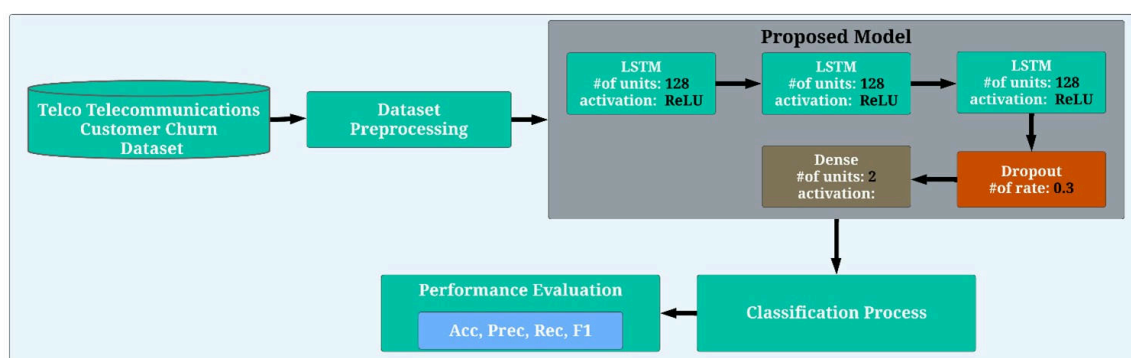 Proposed Model
LSTM
#of units: 128
activation: ReLU
LSTM
#of units: 128
activation: ReLU
LSTM
#of units: 128
activation: ReLU
Telco Telecommunications
Customer Churn
Dataset
Dataset
Preprocessing
Dense
#of units: 2
activation:
Dropout
#of rate: 0.3
Performance Evaluation
Acc, Prec, Rec, F1
Classification Process